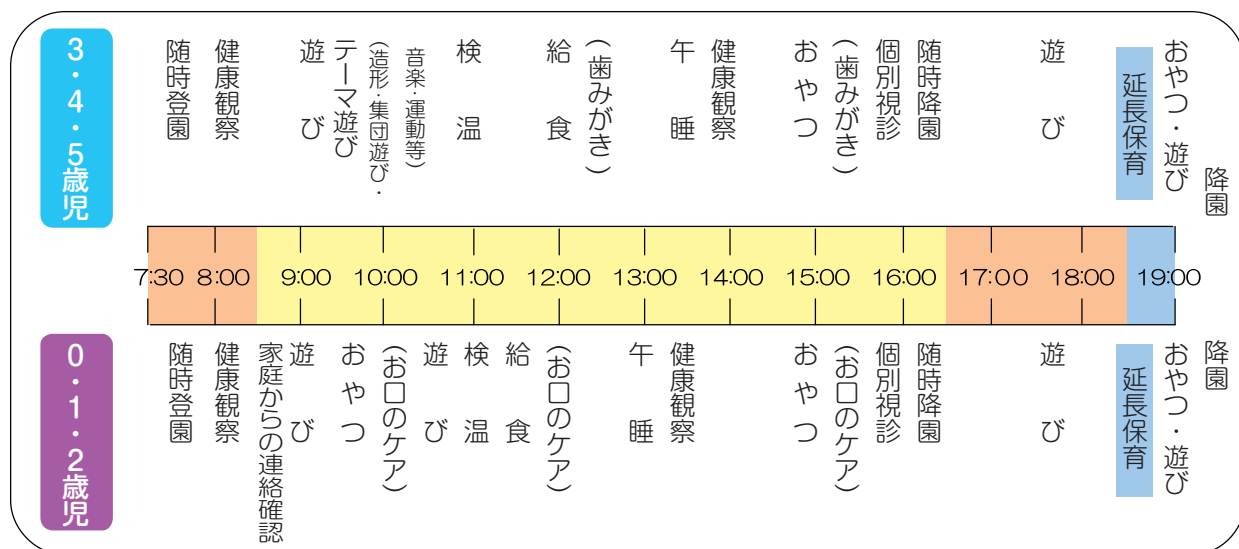 3・4・5歳児
随時登園
健康観察
遊び
テーマ遊び
(造形・集団遊び・
音楽・運動等)
検温
給食
(歯みがき)
午睡
健康観察
おやつ
(歯みがき)
個別視診
随時降園
遊び
延長保育
おやつ・遊び
降園
7:30 8:00 9:00 10:00 11:00 12:00 13:00 14:00 15:00 16:00 17:00 18:00 19:00
0・1・2歳児
随時登園
健康観察
家庭からの連絡確認
遊び
おやつ
(お口のケア)
遊び
検温
給食
(お口のケア)
午睡
健康観察
おやつ
(お口のケア)
個別視診
随時降園
遊び
延長保育
おやつ・遊び
降園